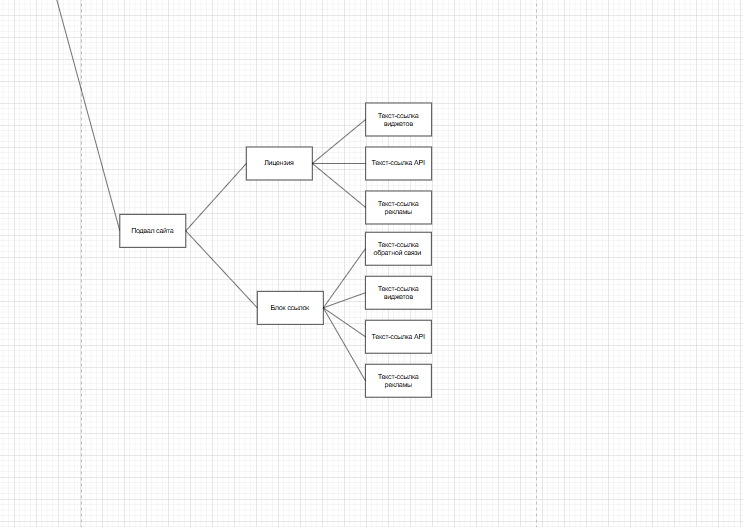 Текст-ссылка
виджетов
Лицензия
Текст-ссылка API
Текст-ссылка
рекламы
Подвал сайта
Текст-ссылка
обратной связи
Блок ссылок
Текст-ссылка
виджетов
Текст-ссылка API
Текст-ссылка
рекламы